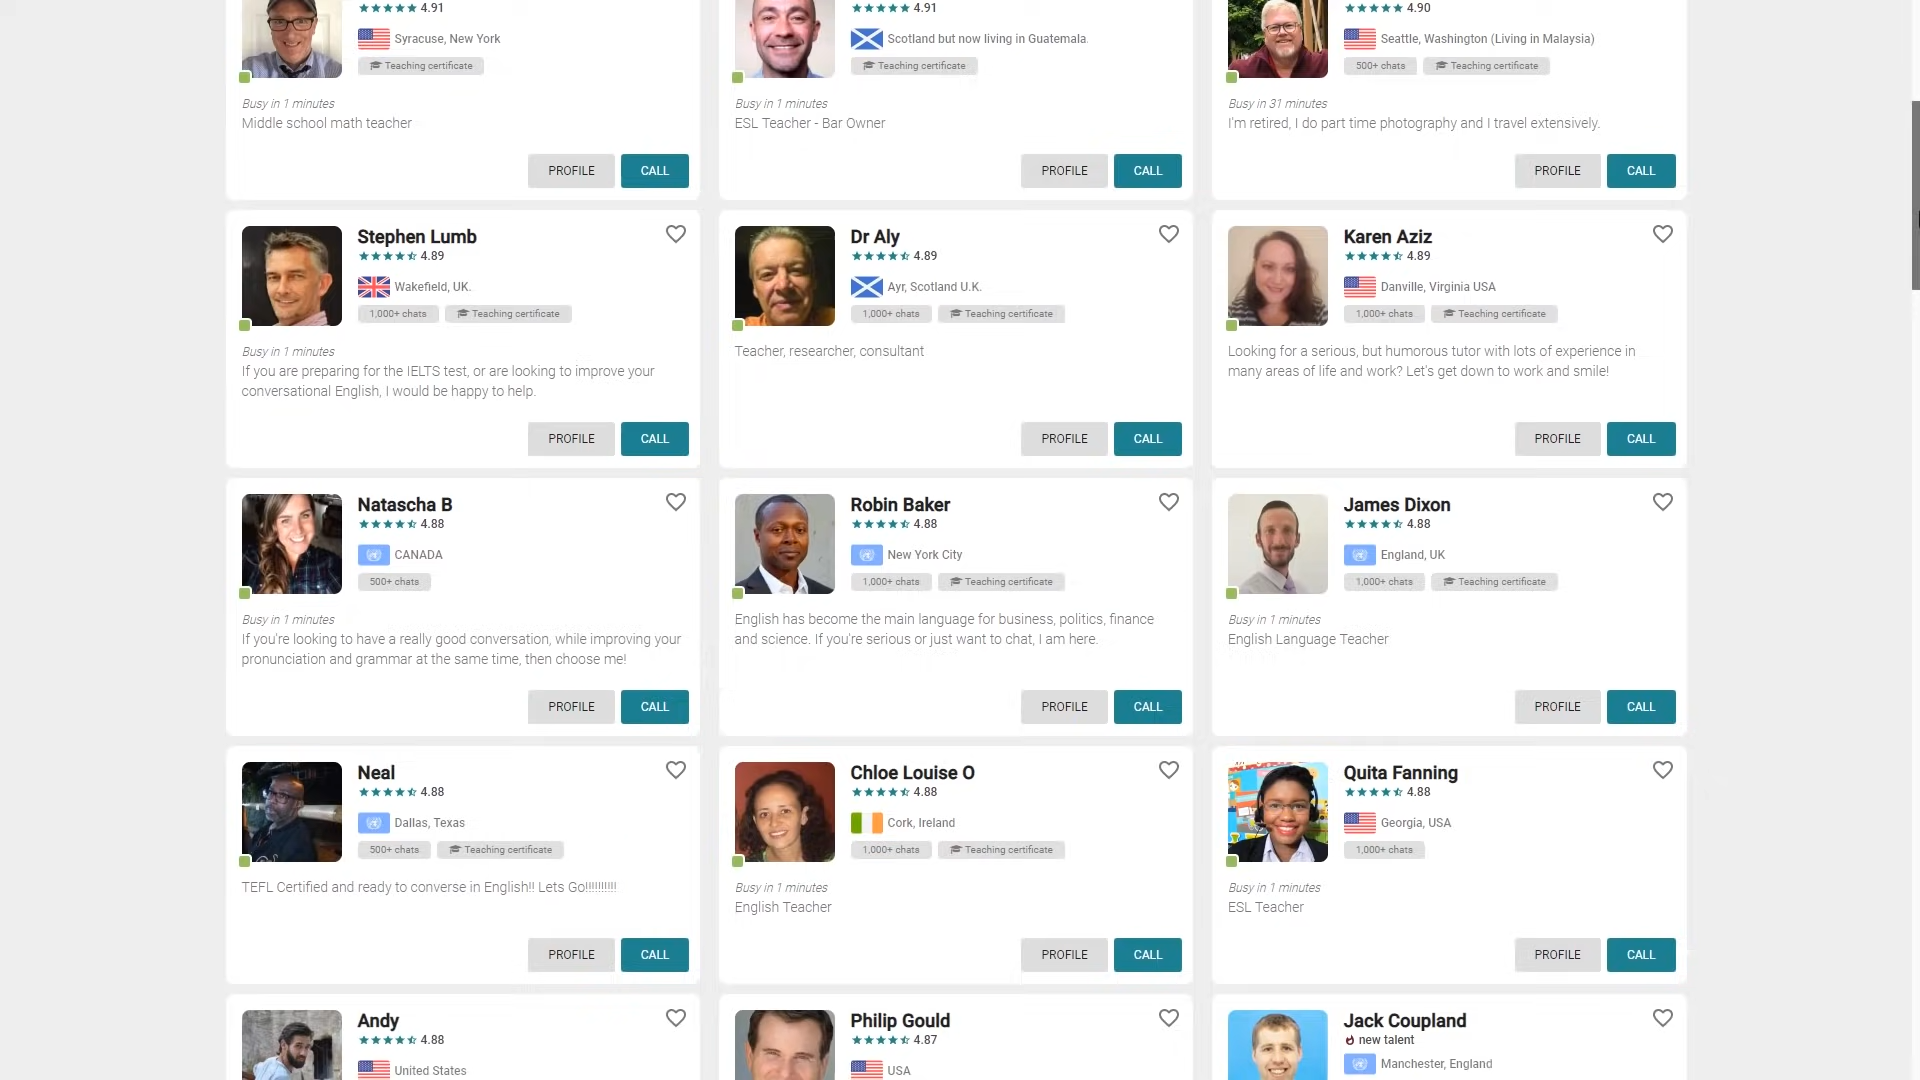 4.91
Syracuse, New York
Teaching certificate
Busy in 1 minutes
Middle school math teacher
PROFILE
CALL
4.91
Scotland but now living in Guatemala.
Teaching certificate
Busy in 1 minutes
ESL Teacher - Bar Owner
PROFILE
CALL
4.90
Seattle, Washington (Living in Malaysia)
500+ chats
Teaching certificate
Busy in 31 minutes
I'm retired, I do part time photography and I travel extensively.
PROFILE
CALL
Stephen Lumb
4.89
Wakefield, UK.
1,000+ chats
Teaching certificate
Busy in 1 minutes
If you are preparing for the IELTS test, or are looking to improve your
conversational English, I would be happy to help.
PROFILE
CALL
Dr Aly
4.89
Ayr, Scotland U.K.
1,000+ chats
Teaching certificate
Teacher, researcher, consultant
PROFILE
CALL
Karen Aziz
4.89
Danville, Virginia USA
1,000+ chats
Teaching certificate
Looking for a serious, but humorous tutor with lots of experience in
many areas of life and work? Let's get down to work and smile!
PROFILE
CALL
Natascha B
4.88
CANADA
500+ chats
Busy in 1 minutes
If you're looking to have a really good conversation, while improving your
pronunciation and grammar at the same time, then choose me!
PROFILE
CALL
Robin Baker
4.88
New York City
1,000+ chats
Teaching certificate
English has become the main language for business, politics, finance
and science. If you're serious or just want to chat, I am here.
PROFILE
CALL
James Dixon
4.88
England, UK
1,000+ chats
Teaching certificate
Busy in 1 minutes
English Language Teacher
PROFILE
CALL
Neal
4.88
Dallas, Texas
500+ chats
Teaching certificate
TEFL Certified and ready to converse in English!! Lets Go!!!!!!!!!!
PROFILE
CALL
Chloe Louise O
4.88
Cork, Ireland
1,000+ chats
Teaching certificate
Busy in 1 minutes
English Teacher
PROFILE
CALL
Quita Fanning
4.88
Georgia, USA
1,000+ chats
Busy in 1 minutes
ESL Teacher
PROFILE
CALL
Andy
4.88
United States
Philip Gould
4.87
USA
Jack Coupland
new talent
Manchester, England